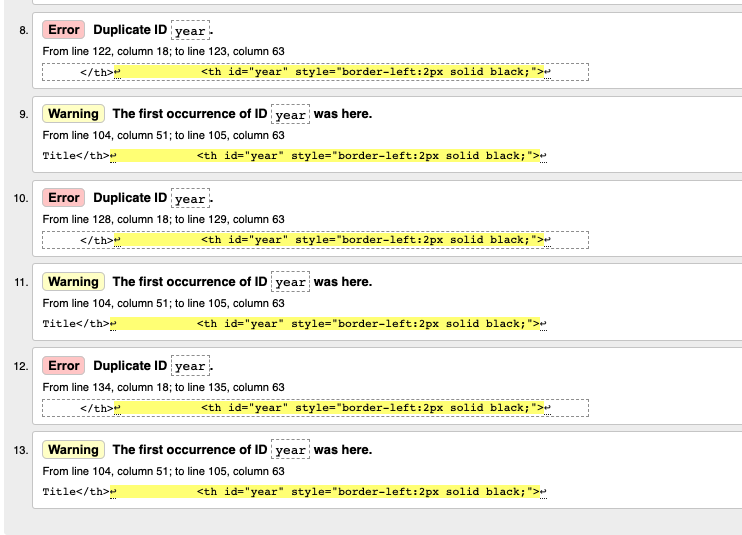 8. Error Duplicate ID year.
From line 122, column 18; to line 123, column 63
</th>↩ <th id="year" style="border-left:2px solid black;">↩
9. Warning The first occurrence of ID year was here.
From line 104, column 51; to line 105, column 63
Title</th>↩ <th id="year" style="border-left:2px solid black;">↩
10. Error Duplicate ID year.
From line 128, column 18; to line 129, column 63
</th>↩ <th id="year" style="border-left:2px solid black;">↩
11. Warning The first occurrence of ID year was here.
From line 104, column 51; to line 105, column 63
Title</th>↩ <th id="year" style="border-left:2px solid black;">↩
12. Error Duplicate ID year.
From line 134, column 18; to line 135, column 63
</th>↩ <th id="year" style="border-left:2px solid black;">↩
13. Warning The first occurrence of ID year was here.
From line 104, column 51; to line 105, column 63
Title</th>↩ <th id="year" style="border-left:2px solid black;">↩